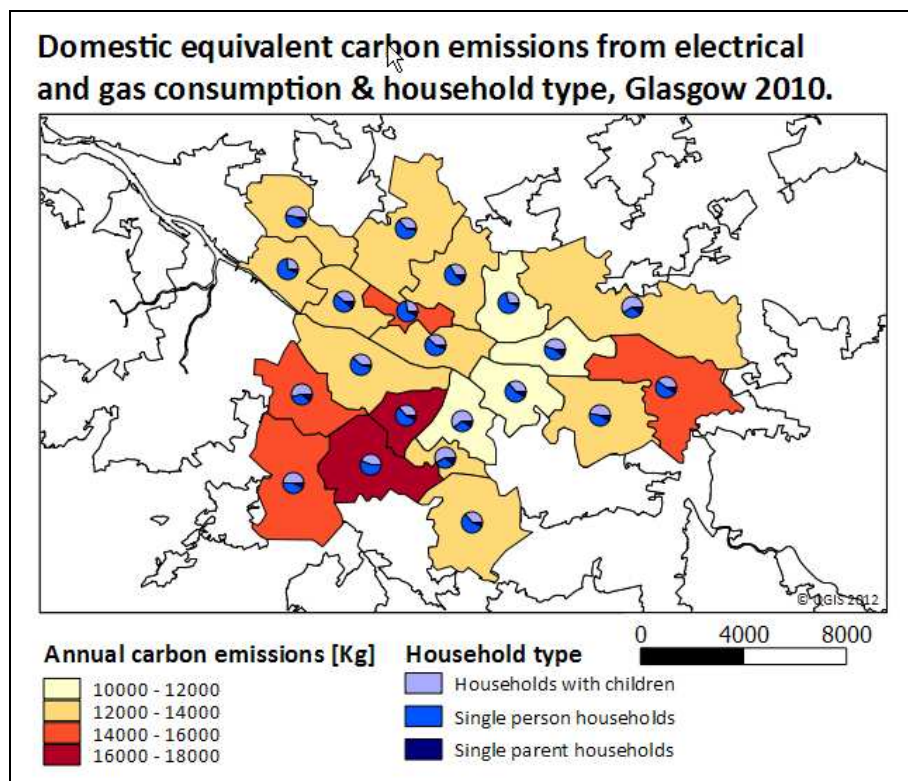 Domestic equivalent carbon emissions from electrical
and gas consumption & household type, Glasgow 2010.
© QGIS 2012
0 4000 8000
Annual carbon emissions [Kg]
10000 - 12000
12000 - 14000
14000 - 16000
16000 - 18000
Household type
Households with children
Single person households
Single parent households